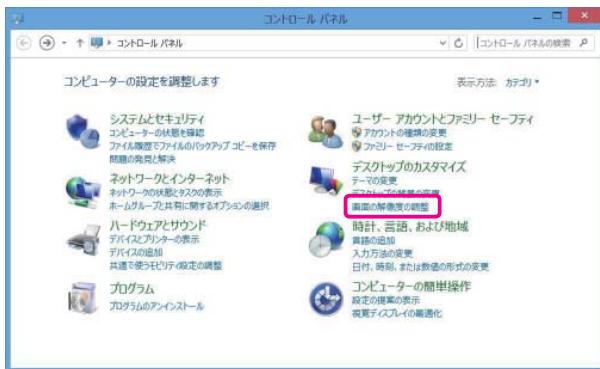 コントロール パネル
コントロール パネル
コントロール パネルの検索
コンピューターの設定を調整します
表示方法: カテゴリ
システムとセキュリティ
コンピューターの状態を確認
ファイル履歴でファイルのバックアップ コピーを保存
問題の発見と解決
ネットワークとインターネット
ネットワークの状態とタスクの表示
ホームグループと共有に関するオプションの選択
ハードウェアとサウンド
デバイスとプリンターの表示
デバイスの追加
共通で使うモビリティ設定の調整
プログラム
プログラムのアンインストール
ユーザー アカウントとファミリー セーフティ
アカウントの種類の変更
ファミリー セーフティの設定
デスクトップのカスタマイズ
テーマの変更
デスクトップの背景の変更
画面の解像度の調整
時計、言語、および地域
言語の追加
入力方法の変更
日付、時刻、または数値の形式の変更
コンピューターの簡単操作
設定の提案の表示
視覚ディスプレイの最適化